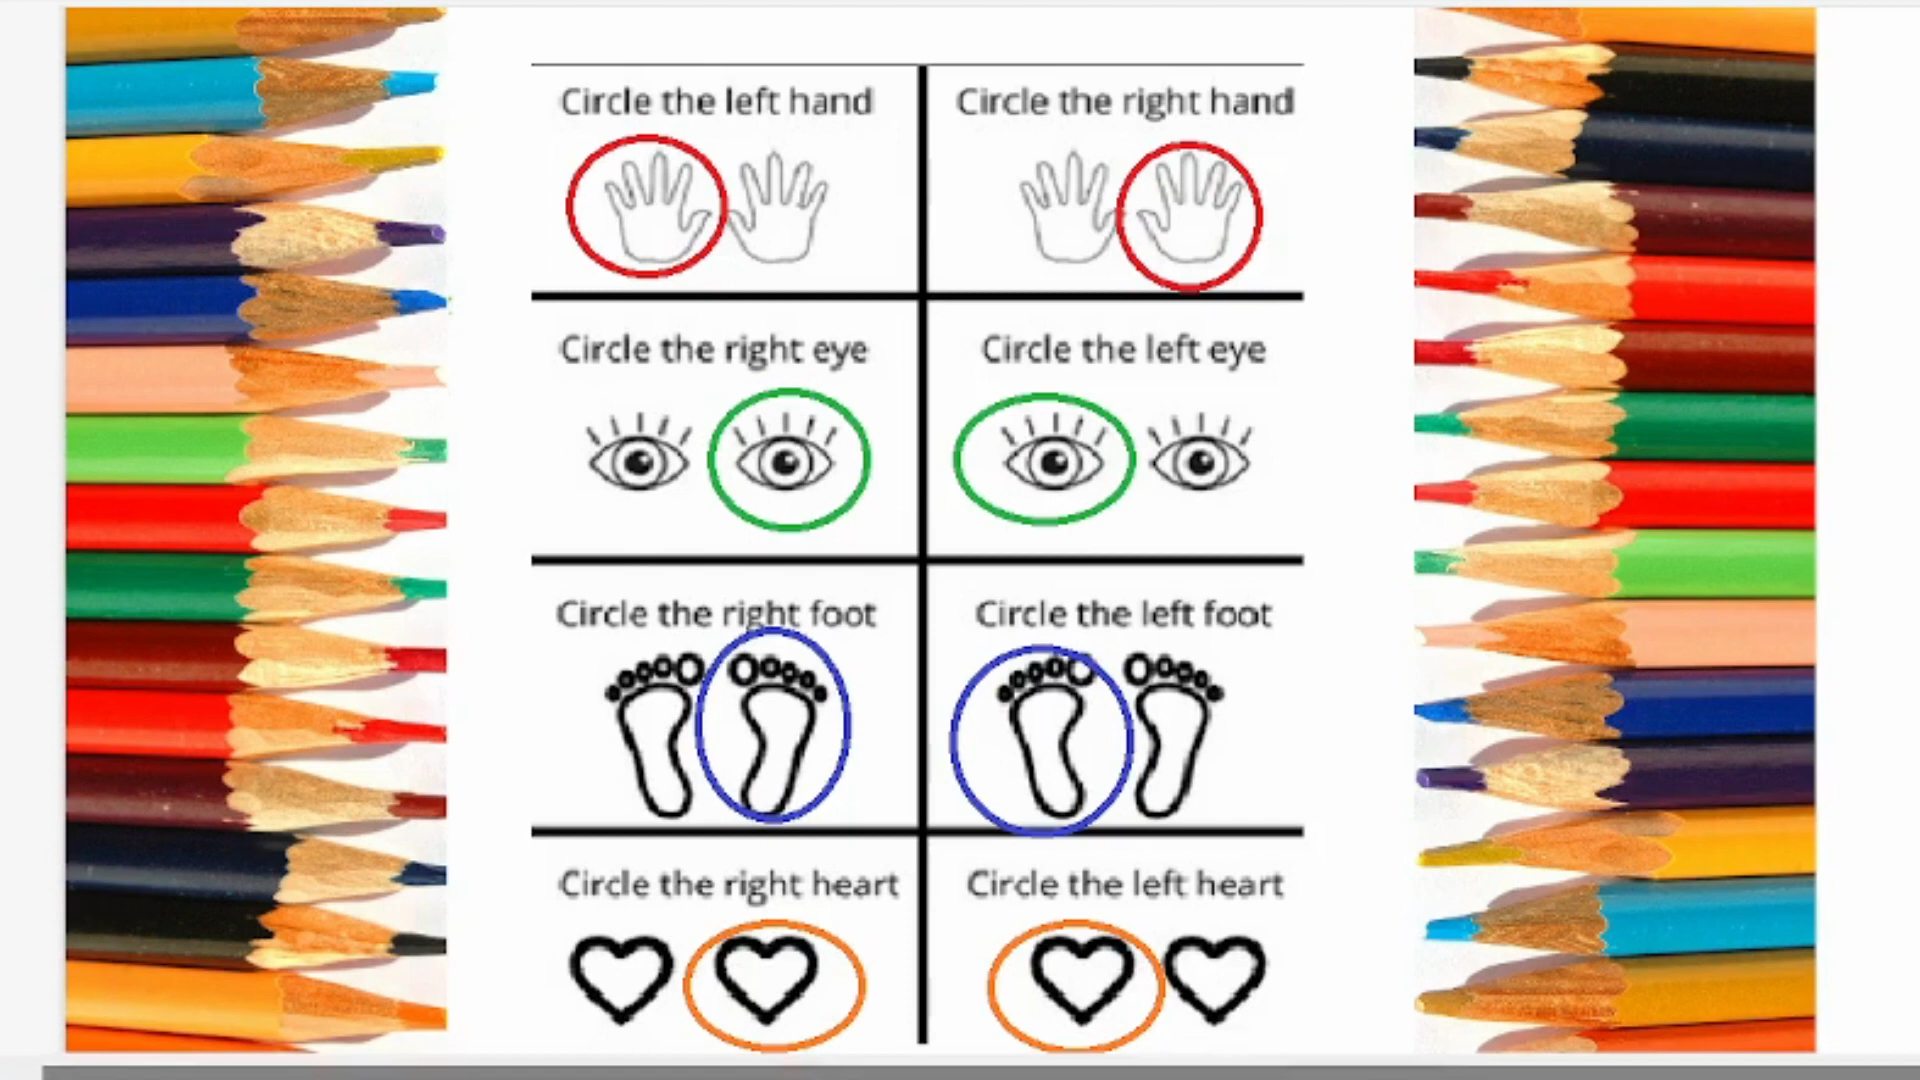 Circle the left hand
Circle the right hand
Circle the right eye
Circle the left eye
Circle the right foot
Circle the left foot
Circle the right heart
Circle the left heart